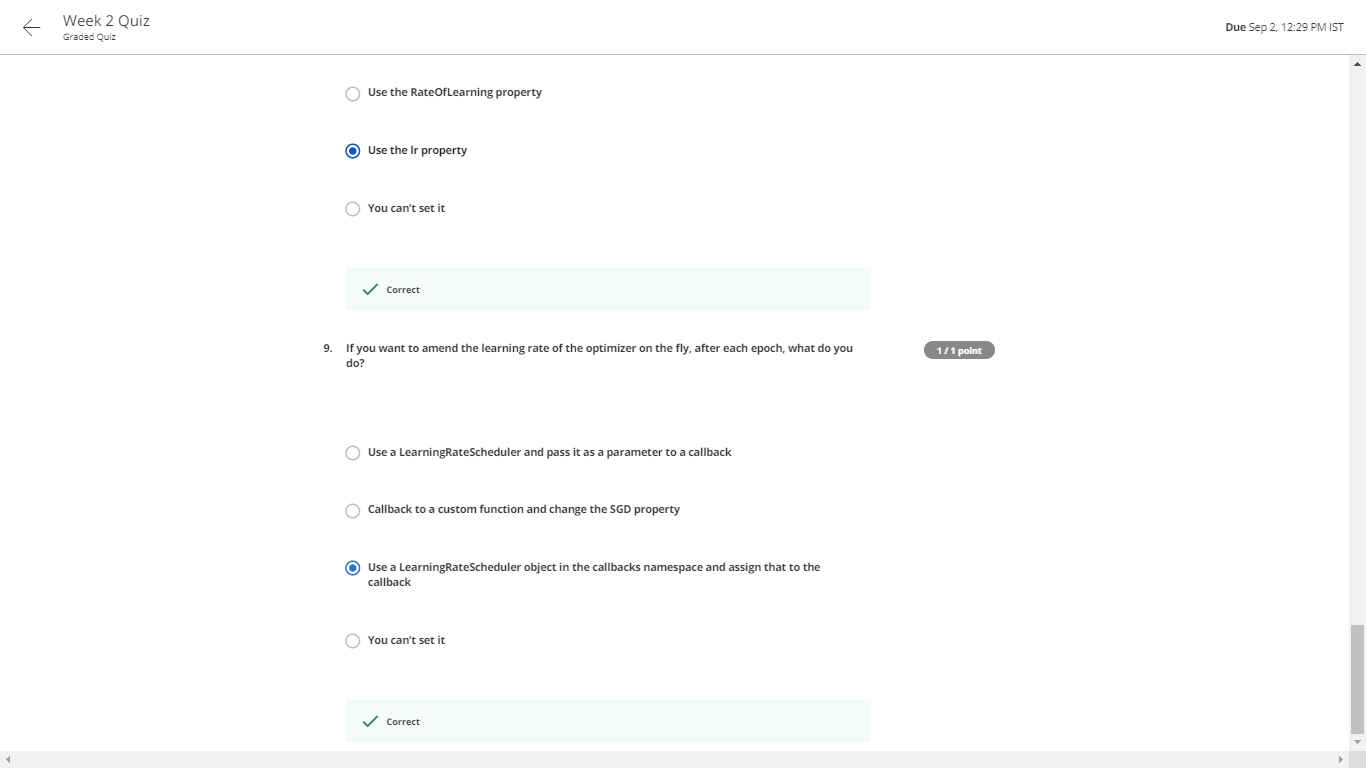 Week 2 Quiz
Graded Quiz
Due Sep 2, 12:29 PM IST
Use the RateOfLearning property
Use the lr property
You can't set it
Correct
9. If you want to amend the learning rate of the optimizer on the fly, after each epoch, what do you
do?
1 / 1 point
Use a LearningRateScheduler and pass it as a parameter to a callback
Callback to a custom function and change the SGD property
Use a LearningRateScheduler object in the callbacks namespace and assign that to the
callback
You can't set it
Correct